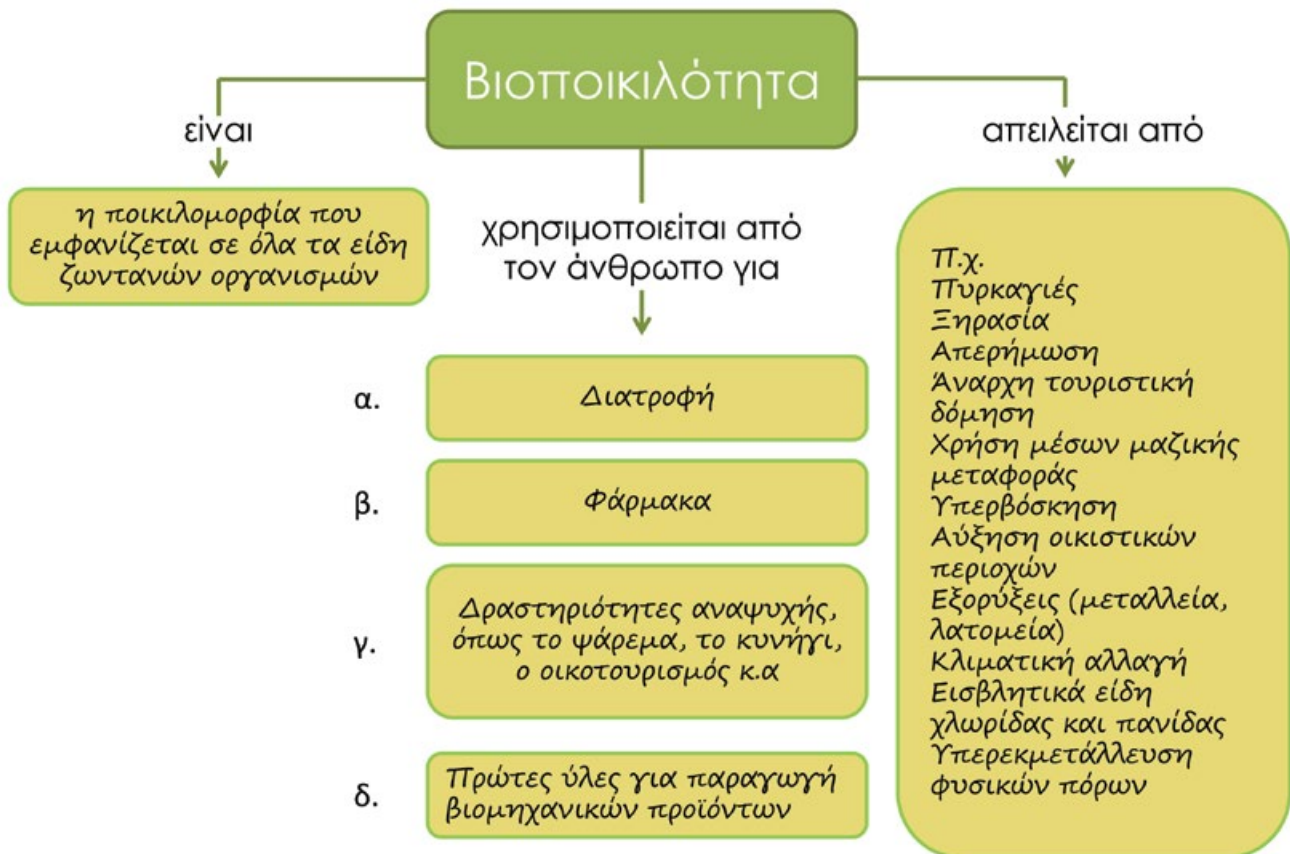 Βιοποικιλότητα
είναι
η ποικιλομορφία που
εμφανίζεται σε όλα τα είδη
ζωντανών οργανισμών
χρησιμοποιείται από
τον άνθρωπο για
α.
Διατροφή
β.
Φάρμακα
γ.
Δραστηριότητες αναψυχής,
όπως το ψάρεμα, το κυνήγι,
ο οικοτουρισμός κ.α
δ.
Πρώτες ύλες για παραγωγή
βιομηχανικών προϊόντων
απειλείται από
Π.χ.
Πυρκαγιές
Ξηρασία
Απερήμωση
Άναρχη τουριστική
δόμηση
Χρήση μέσων μαζικής
μεταφοράς
Υπερβόσκηση
Αύξηση οικιστικών
περιοχών
Εξορύξεις (μεταλλεία,
λατομεία)
Κλιματική αλλαγή
Εισβλητικά είδη
χλωρίδας και πανίδας
Υπερεκμετάλλευση
φυσικών πόρων